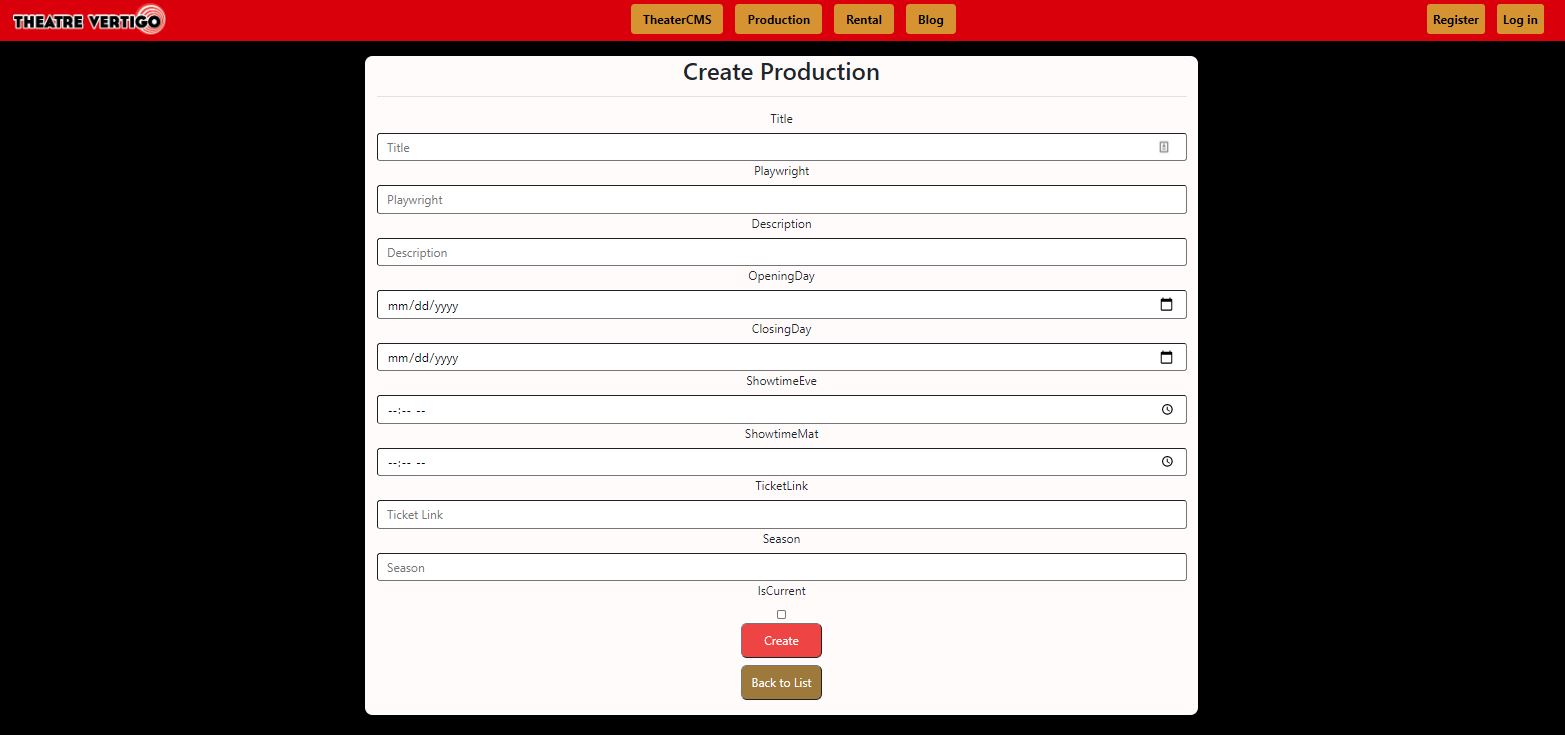 THEATRE VERTIGO TheaterCMS Production Rental Blog Register Log in
Create Production
Title
Title
Playwright
Playwright
Description
Description
OpeningDay
mm/dd/yyyy
ClosingDay
mm/dd/yyyy
ShowtimeEve
--:-- --
ShowtimeMat
--:-- --
TicketLink
Ticket Link
Season
Season
IsCurrent
Create
Back to List